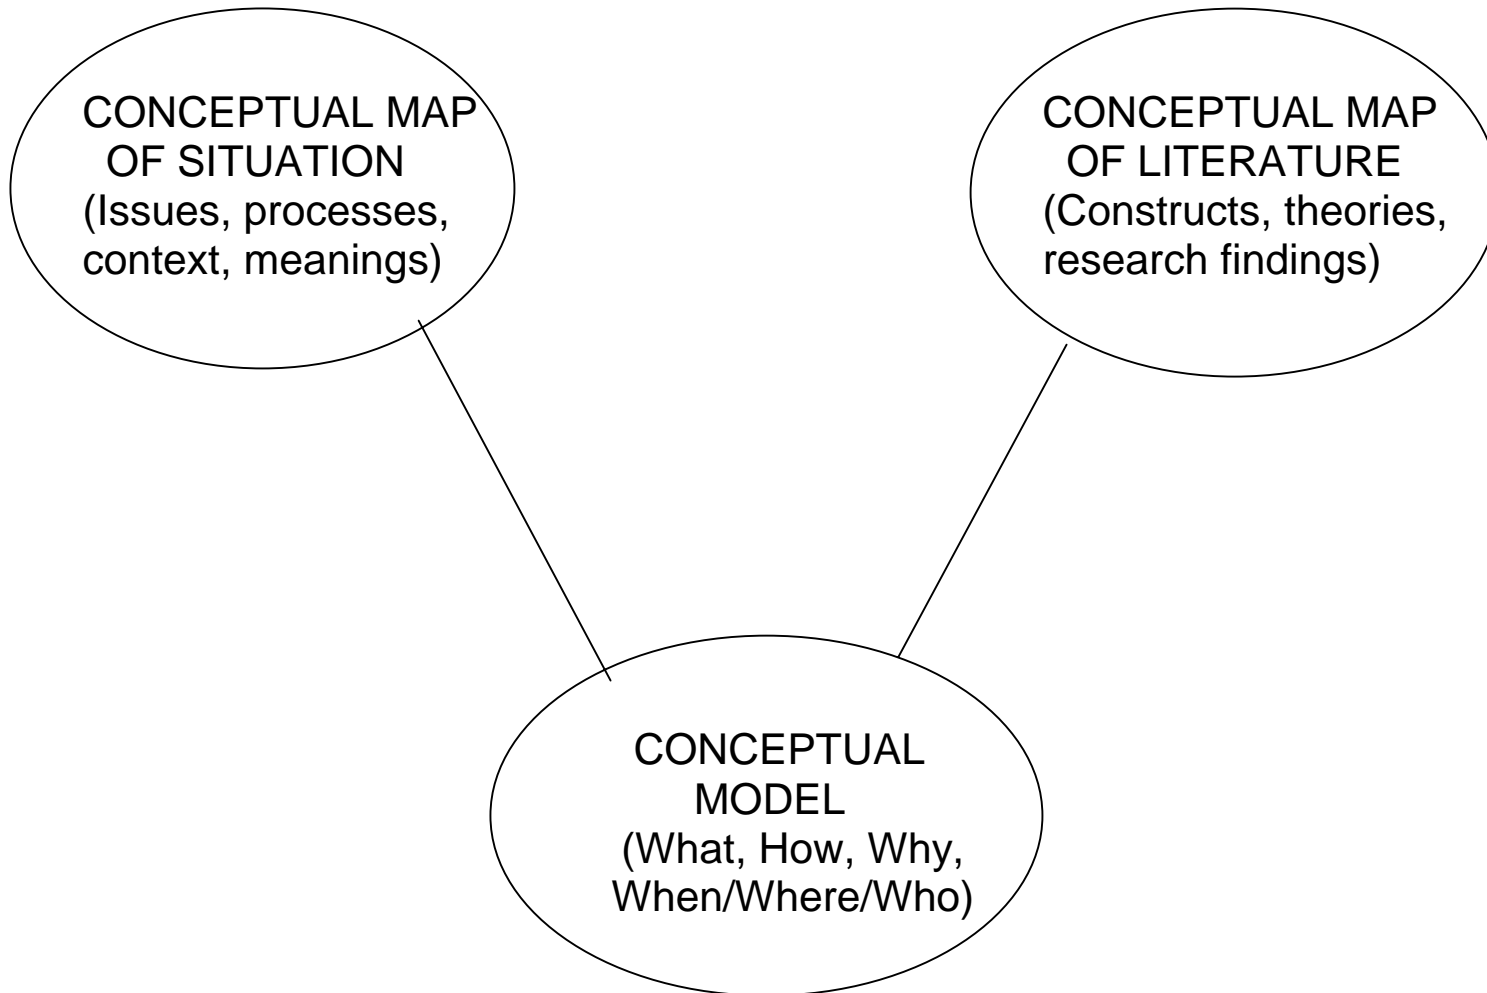 CONCEPTUAL MAP
OF SITUATION
(Issues, processes,
context, meanings)
CONCEPTUAL MAP
OF LITERATURE
(Constructs, theories,
research findings)
CONCEPTUAL
MODEL
(What, How, Why,
When/Where/Who)